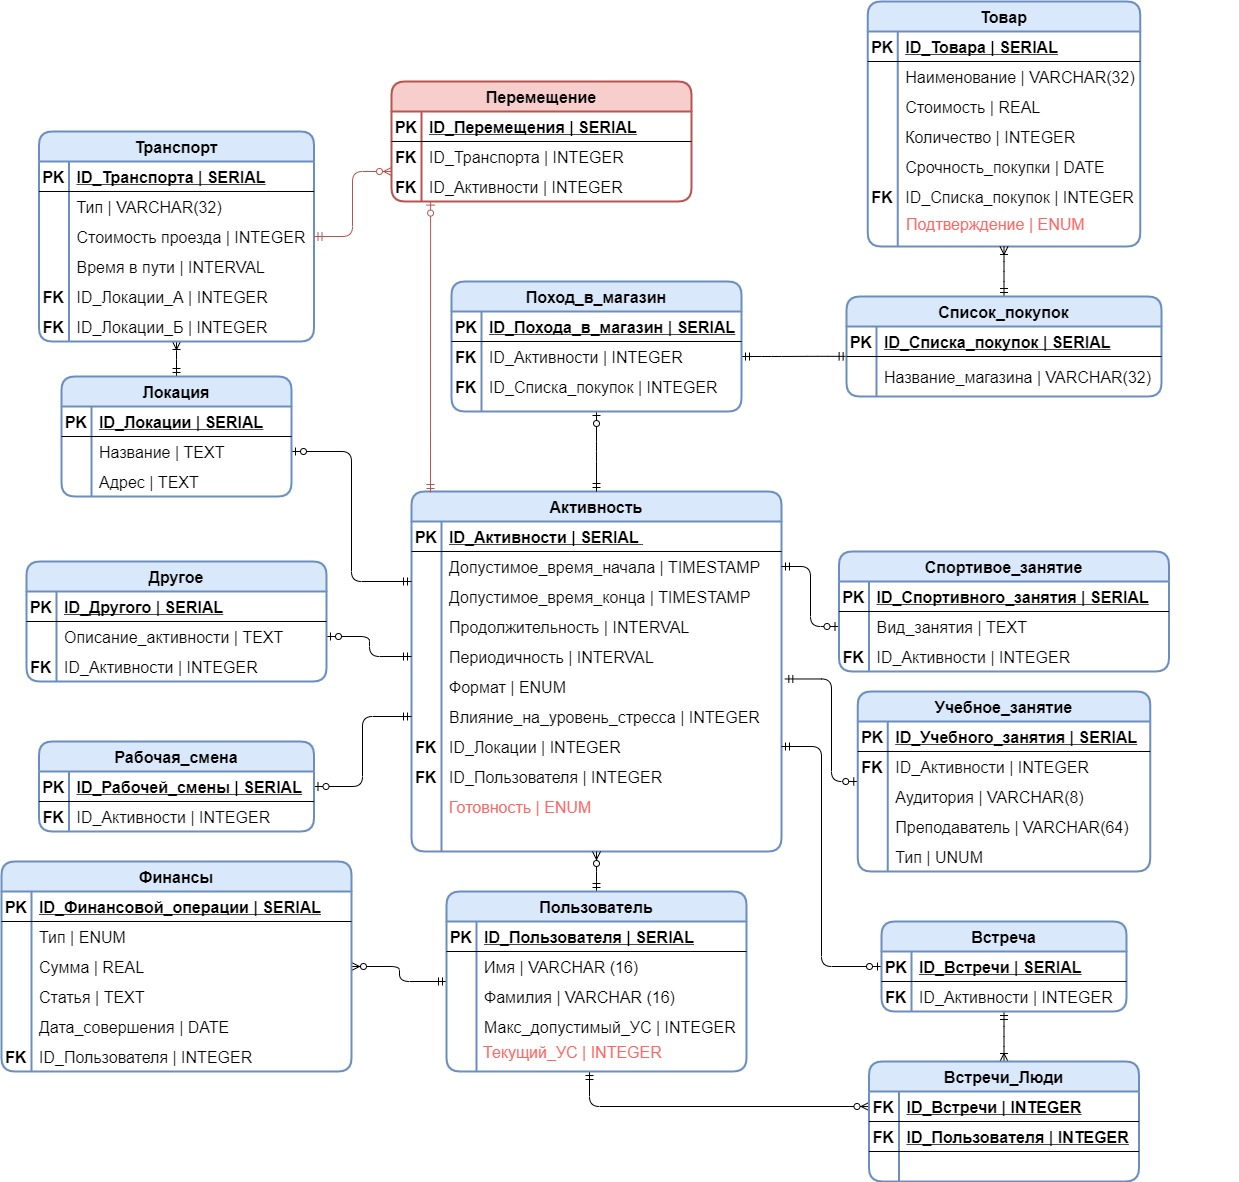 Товар
PK ID_Товара | SERIAL
Наименование | VARCHAR(32)
Стоимость | REAL
Количество | INTEGER
Срочность_покупки | DATE
FK ID_Списка_покупок | INTEGER
Подтверждение | ENUM
Перемещение
PK ID_Перемещения | SERIAL
FK ID_Транспорта | INTEGER
FK ID_Активности | INTEGER
Транспорт
PK ID_Транспорта | SERIAL
Тип | VARCHAR(32)
Стоимость проезда | INTEGER
Время в пути | INTERVAL
FK ID_Локации_А | INTEGER
FK ID_Локации_Б | INTEGER
Поход_в_магазин
PK ID_Похода_в_магазин | SERIAL
FK ID_Активности | INTEGER
FK ID_Списка_покупок | INTEGER
Список_покупок
PK ID_Списка_покупок | SERIAL
Название_магазина | VARCHAR(32)
Локация
PK ID_Локации | SERIAL
Название | TEXT
Адрес | TEXT
Активность
PK ID_Активности | SERIAL
Допустимое_время_начала | TIMESTAMP
Допустимое_время_конца | TIMESTAMP
Продолжительность | INTERVAL
Периодичность | INTERVAL
Формат | ENUM
Влияние_на_уровень_стресса | INTEGER
FK ID_Локации | INTEGER
FK ID_Пользователя | INTEGER
Готовность | ENUM
Другое
PK ID_Другого | SERIAL
Описание_активности | TEXT
FK ID_Активности | INTEGER
Спортивое_занятие
PK ID_Спортивного_занятия | SERIAL
Вид_занятия | TEXT
FK ID_Активности | INTEGER
Учебное_занятие
PK ID_Учебного_занятия | SERIAL
FK ID_Активности | INTEGER
Аудитория | VARCHAR(8)
Преподаватель | VARCHAR(64)
Тип | UNUM
Рабочая_смена
PK ID_Рабочей_смены | SERIAL
FK ID_Активности | INTEGER
Финансы
PK ID_Финансовой_операции | SERIAL
Тип | ENUM
Сумма | REAL
Статья | TEXT
Дата_совершения | DATE
FK ID_Пользователя | INTEGER
Пользователь
PK ID_Пользователя | SERIAL
Имя | VARCHAR (16)
Фамилия | VARCHAR (16)
Макс_допустимый_УС | INTEGER
Текущий_УС | INTEGER
Встреча
PK ID_Встречи | SERIAL
FK ID_Активности | INTEGER
Встречи_Люди
FK ID_Встречи | INTEGER
FK ID_Пользователя | INTEGER